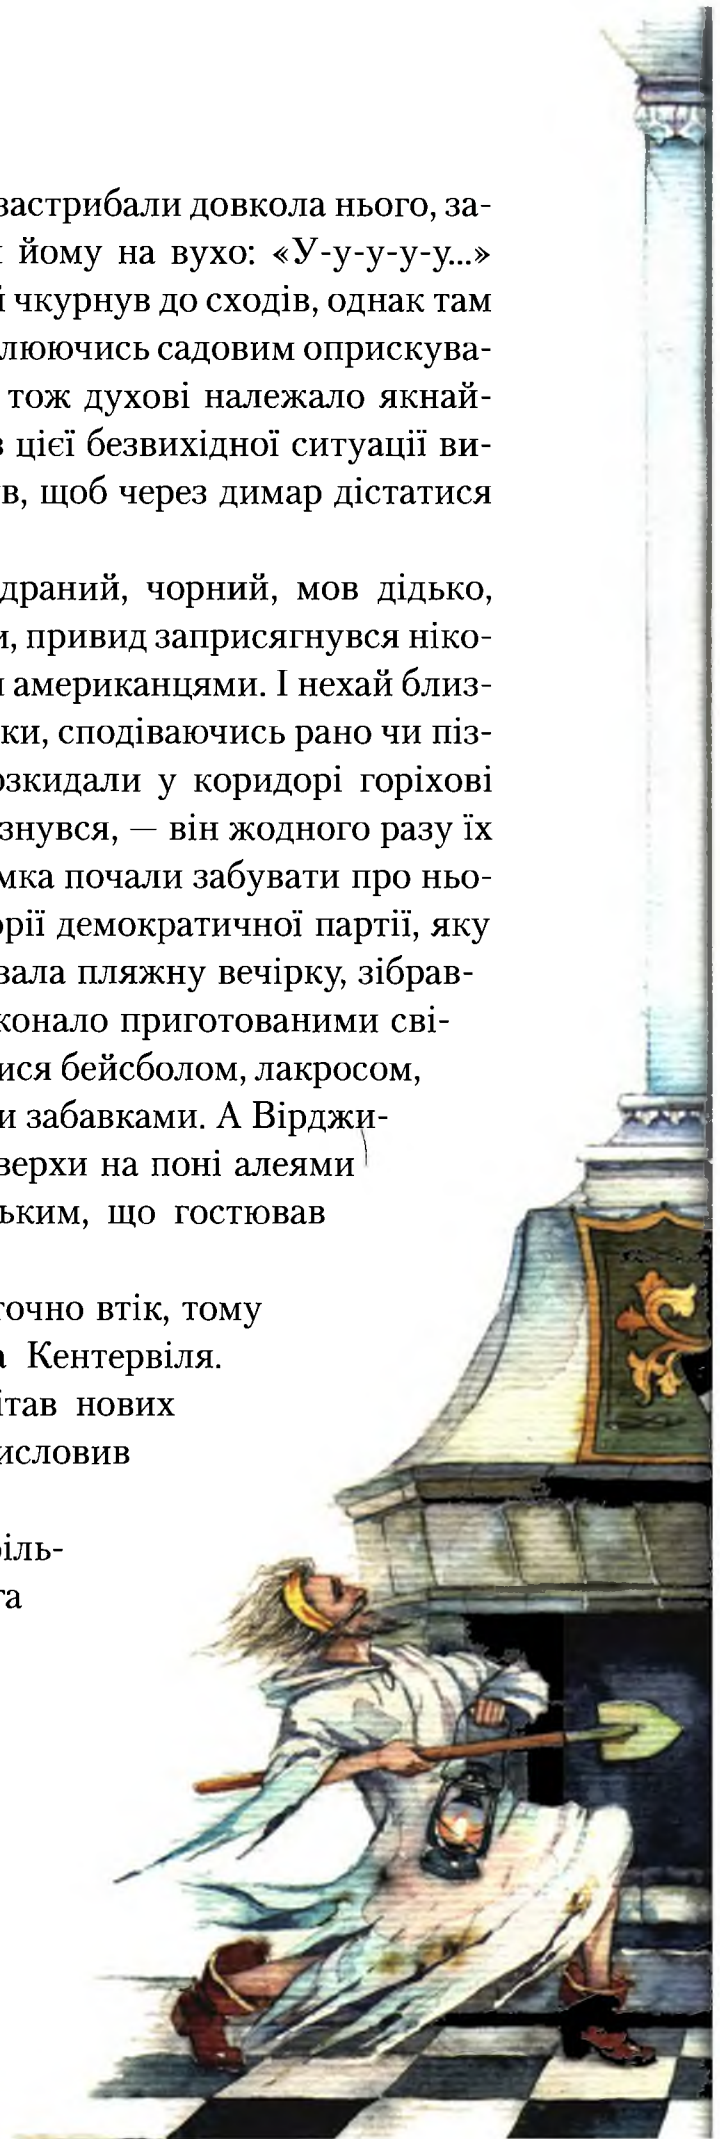 застрибали довкола нього, за-
йому на вухо: «У-у-у-у-у...»
й чкурнув до сходів, однак там
люючись садовим оприскува-
тож духові належало якнай-
з цієї безвихідної ситуації ви-
в, щоб через димар дістатися
драний, чорний, мов дідько,
и, привид заприсягнувся ніко-
и американцями. І нехай близ-
ки, сподіваючись рано чи піз-
озкидали у коридорі горіхові
знувся, — він жодного разу їх
мка почали забувати про ньо-
орії демократичної партії, яку
вала пляжну вечірку, зібрав-
конало приготованими сві-
ися бейсболом, лакросом,
и забавками. А Вірджи-
верхи на поні алеями
ьким, що гостював
точно втік, тому
а Кентервіля.
ітав нових
исловив
ріль-
та